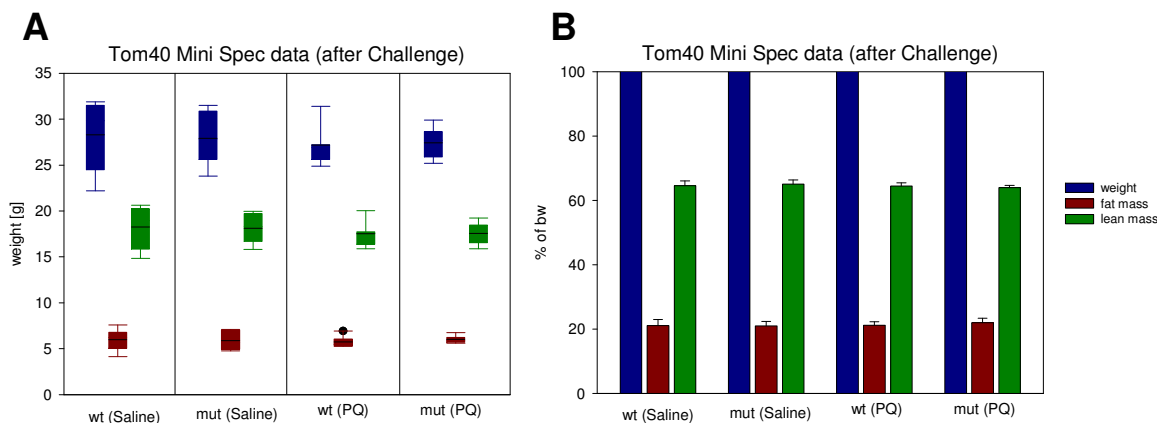 A
Tom40 Mini Spec data (after Challenge)
weight [g]
35
30
25
20
15
10
5
0
wt (Saline)
mut (Saline)
wt (PQ)
mut (PQ)
B
Tom40 Mini Spec data (after Challenge)
% of bw
100
80
60
40
20
0
wt (Saline)
mut (Saline)
wt (PQ)
mut (PQ)
weight
fat mass
lean mass